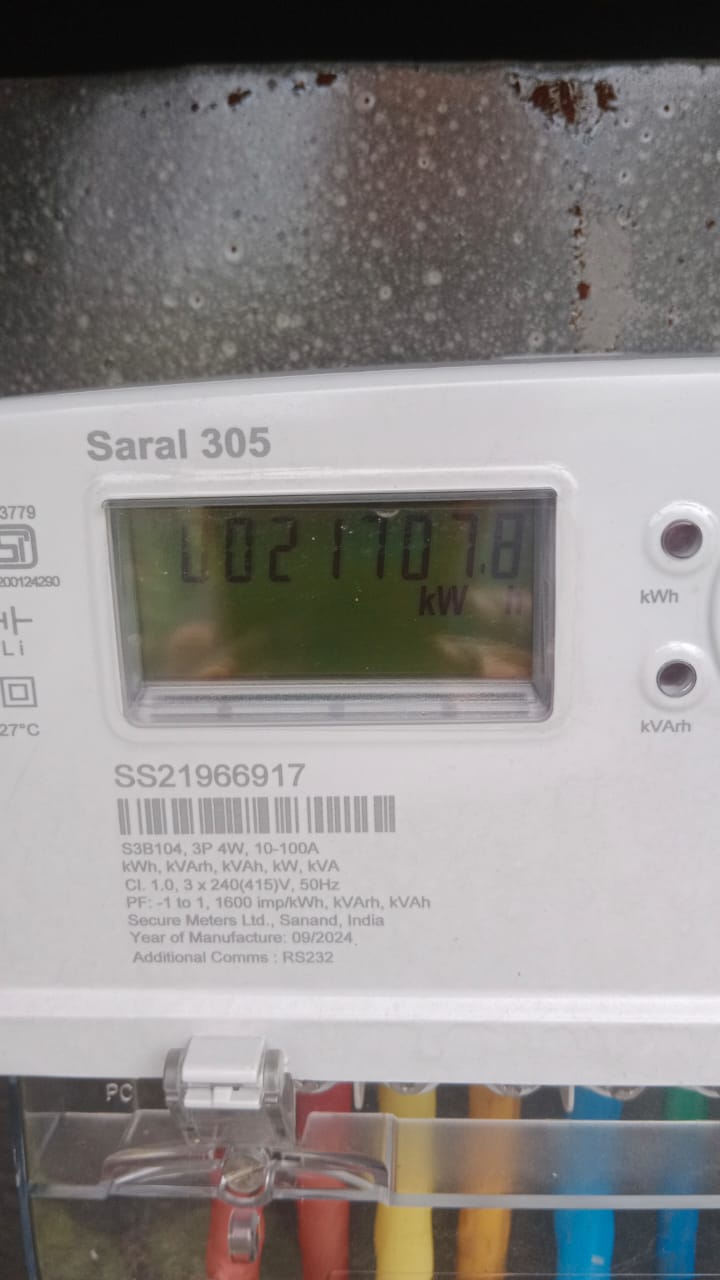 Saral 305
3779
200124290
Li
27°C
L021707.8
kW h
kWh
kVArh
SS21966917
S3B104, 3P 4W, 10-100A
kWh, kVArh, kVAh, kW, kVA
Cl. 1.0, 3 x 240(415)V, 50Hz
PF: -1 to 1, 1600 imp/kWh, kVArh, kVAh
Secure Meters Ltd., Sanand, India
Year of Manufacture: 09/2024
Additional Comms : RS232
PC